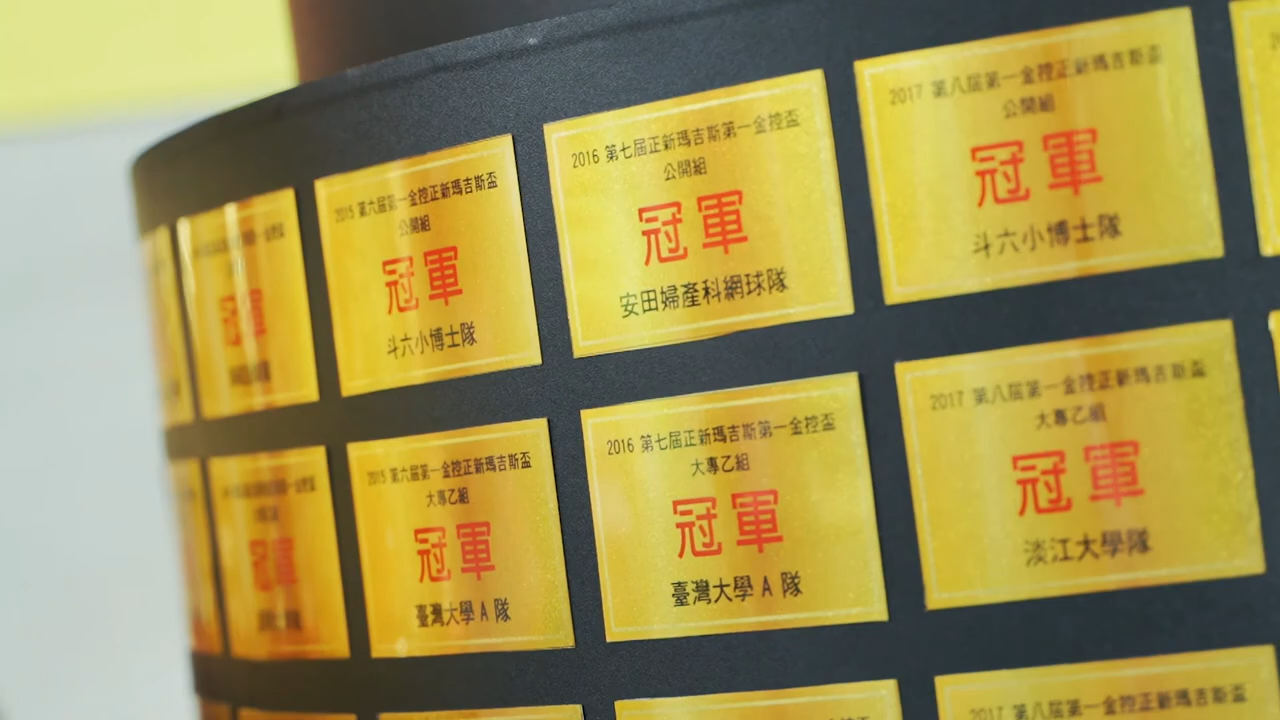 2015 第六屆第一金控正新瑪吉斯盃
公開組
冠軍
斗六小博士隊
2016 第七屆正新瑪吉斯第一金控盃
公開組
冠軍
安田婦產科網球隊
2017 第八屆第一金控正新瑪吉斯盃
公開組
冠軍
斗六小博士隊
冠軍
2015 第六屆第一金控正新瑪吉斯盃
大專乙組
冠軍
臺灣大學 A 隊
2016 第七屆正新瑪吉斯第一金控盃
大專乙組
冠軍
臺灣大學 A 隊
2017 第八屆第一金控正新瑪吉斯盃
大專乙組
冠軍
淡江大學隊
冠軍
2017 第八屆第一金控正新瑪吉斯盃